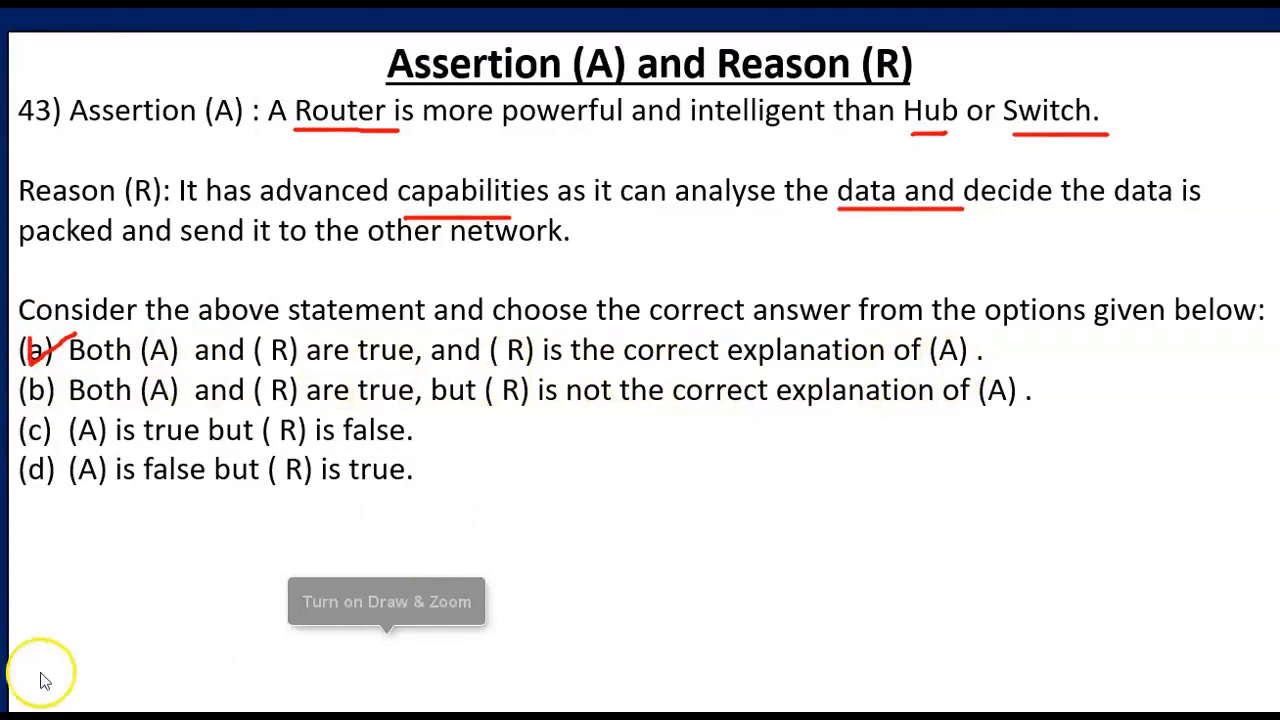 Assertion (A) and Reason (R)
43) Assertion (A) : A Router is more powerful and intelligent than Hub or Switch.
Reason (R): It has advanced capabilities as it can analyse the data and decide the data is
packed and send it to the other network.
Consider the above statement and choose the correct answer from the options given below:
(a) Both (A) and ( R) are true, and ( R) is the correct explanation of (A) .
(b) Both (A) and ( R) are true, but ( R) is not the correct explanation of (A) .
(c) (A) is true but ( R) is false.
(d) (A) is false but ( R) is true.
Turn on Draw & Zoom